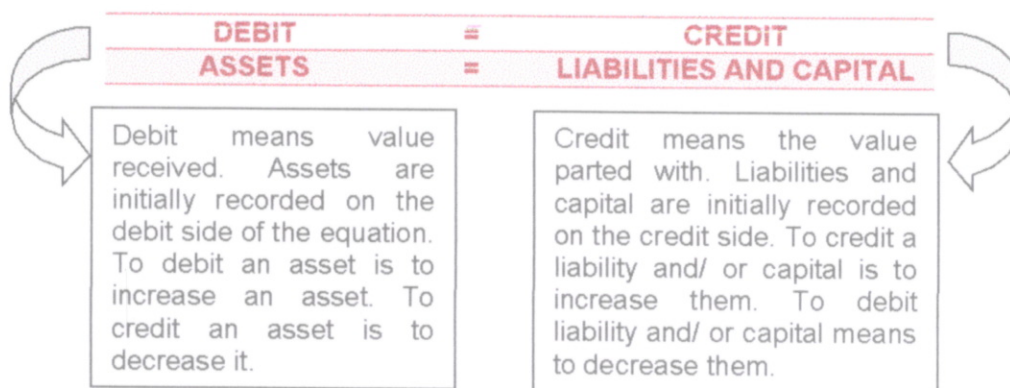 DEBIT = CREDIT
ASSETS = LIABILITIES AND CAPITAL
Debit means value
received. Assets are
initially recorded on the
debit side of the equation.
To debit an asset is to
increase an asset. To
credit an asset is to
decrease it.
Credit means the value
parted with. Liabilities and
capital are initially recorded
on the credit side. To credit a
liability and/ or capital is to
increase them. To debit
liability and/ or capital means
to decrease them.